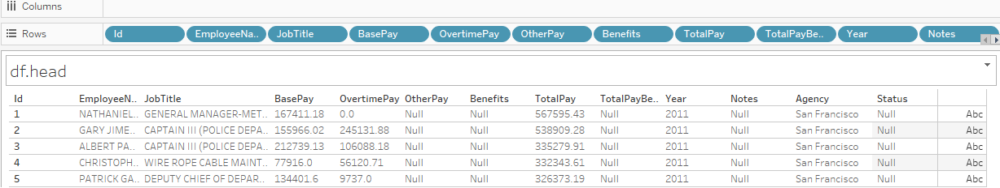 Columns
Rows Id EmployeeNa.. JobTitle BasePay OvertimePay OtherPay Benefits TotalPay TotalPayBe.. Year Notes
df.head
Id EmployeeN.. JobTitle BasePay OvertimePay OtherPay Benefits TotalPay TotalPayBe.. Year Notes Agency Status
1 NATHANIEL.. GENERAL MANAGER-MET.. 167411.18 0.0 Null Null 567595.43 Null 2011 Null San Francisco Null Abc
2 GARY JIME.. CAPTAIN III (POLICE DEPA.. 155966.02 245131.88 Null Null 538909.28 Null 2011 Null San Francisco Null Abc
3 ALBERT PA.. CAPTAIN III (POLICE DEPA.. 212739.13 106088.18 Null Null 335279.91 Null 2011 Null San Francisco Null Abc
4 CHRISTOPH.. WIRE ROPE CABLE MAINT.. 77916.0 56120.71 Null Null 332343.61 Null 2011 Null San Francisco Null Abc
5 PATRICK GA.. DEPUTY CHIEF OF DEPAR.. 134401.6 9737.0 Null Null 326373.19 Null 2011 Null San Francisco Null Abc